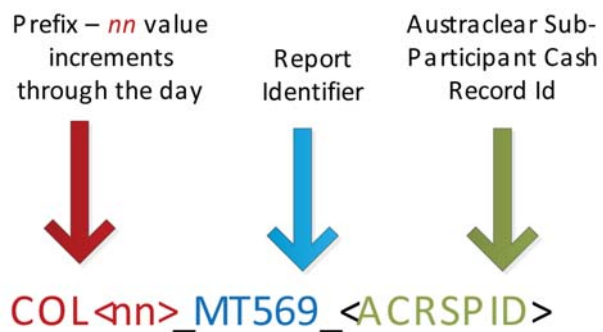 Prefix – nn value
increments
through the day
Report
Identifier
Austraclear Sub-
Participant Cash
Record Id
COL<nn>_MT569_<ACRSPID>